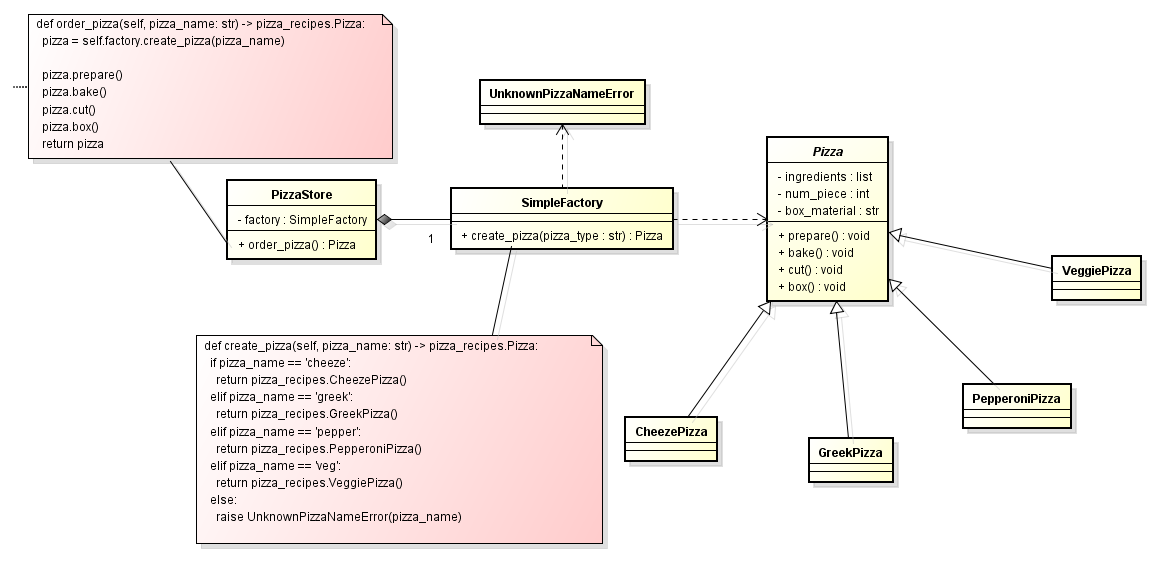 def order_pizza(self, pizza_name: str) -> pizza_recipes.Pizza:
pizza = self.factory.create_pizza(pizza_name)
pizza.prepare()
pizza.bake()
pizza.cut()
pizza.box()
return pizza
UnknownPizzaNameError
PizzaStore
- factory : SimpleFactory
+ order_pizza() : Pizza
1
SimpleFactory
+ create_pizza(pizza_type : str) : Pizza
Pizza
- ingredients : list
- num_piece : int
- box_material : str
+ prepare() : void
+ bake() : void
+ cut() : void
+ box() : void
VeggiePizza
PepperoniPizza
GreekPizza
CheezePizza
def create_pizza(self, pizza_name: str) -> pizza_recipes.Pizza:
if pizza_name == 'cheeze':
return pizza_recipes.CheezePizza()
elif pizza_name == 'greek':
return pizza_recipes.GreekPizza()
elif pizza_name == 'pepper':
return pizza_recipes.PepperoniPizza()
elif pizza_name == 'veg':
return pizza_recipes.VeggiePizza()
else:
raise UnknownPizzaNameError(pizza_name)